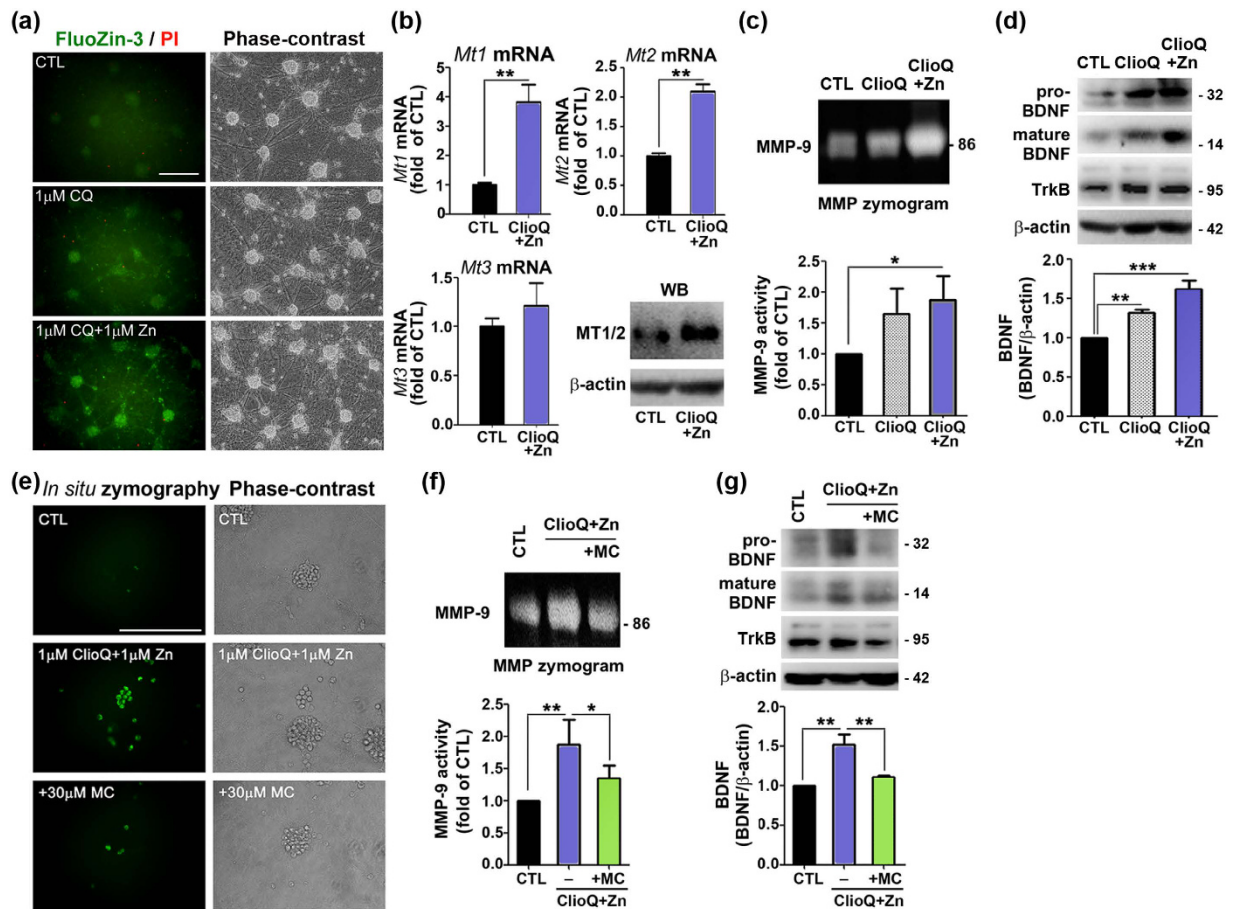 (a)
FluoZin-3 / PI
Phase-contrast
CTL
1μM CQ
1μM CQ+1μM Zn
(b)
Mt1 mRNA
**
Mt1 mRNA
(fold of CTL)
5
4
3
2
1
0
CTL
ClioQ
+Zn
Mt2 mRNA
**
Mt2 mRNA
(fold of CTL)
2.5
2.0
1.5
1.0
0.5
0.0
CTL
ClioQ
+Zn
Mt3 mRNA
Mt3 mRNA
(fold of CTL)
1.5
1.0
0.5
0.0
CTL
ClioQ
+Zn
WB
MT1/2
β-actin
CTL
ClioQ
+Zn
(c)
CTL
ClioQ
ClioQ
+Zn
MMP-9
- 86
MMP zymogram
*
MMP-9 activity
(fold of CTL)
2.5
2.0
1.5
1.0
0.5
0.0
CTL
ClioQ
ClioQ
+Zn
(d)
CTL
ClioQ
ClioQ
+Zn
pro-
BDNF
- 32
mature
BDNF
- 14
TrkB
- 95
β-actin
- 42
***
**
BDNF
(BDNF/β-actin)
2.0
1.5
1.0
0.5
0.0
CTL
ClioQ
ClioQ
+Zn
(e)
In situ zymography
Phase-contrast
CTL
CTL
1μM ClioQ+1μM Zn
1μM ClioQ+1μM Zn
+30μM MC
+30μM MC
(f)
CTL
ClioQ+Zn
+MC
MMP-9
- 86
MMP zymogram
**
*
MMP-9 activity
(fold of CTL)
2.5
2.0
1.5
1.0
0.5
0.0
CTL
–
+MC
ClioQ+Zn
(g)
CTL
ClioQ+Zn
+MC
pro-
BDNF
- 32
mature
BDNF
- 14
TrkB
- 95
β-actin
- 42
**
**
BDNF
(BDNF/β-actin)
2.0
1.5
1.0
0.5
0.0
CTL
–
+MC
ClioQ+Zn